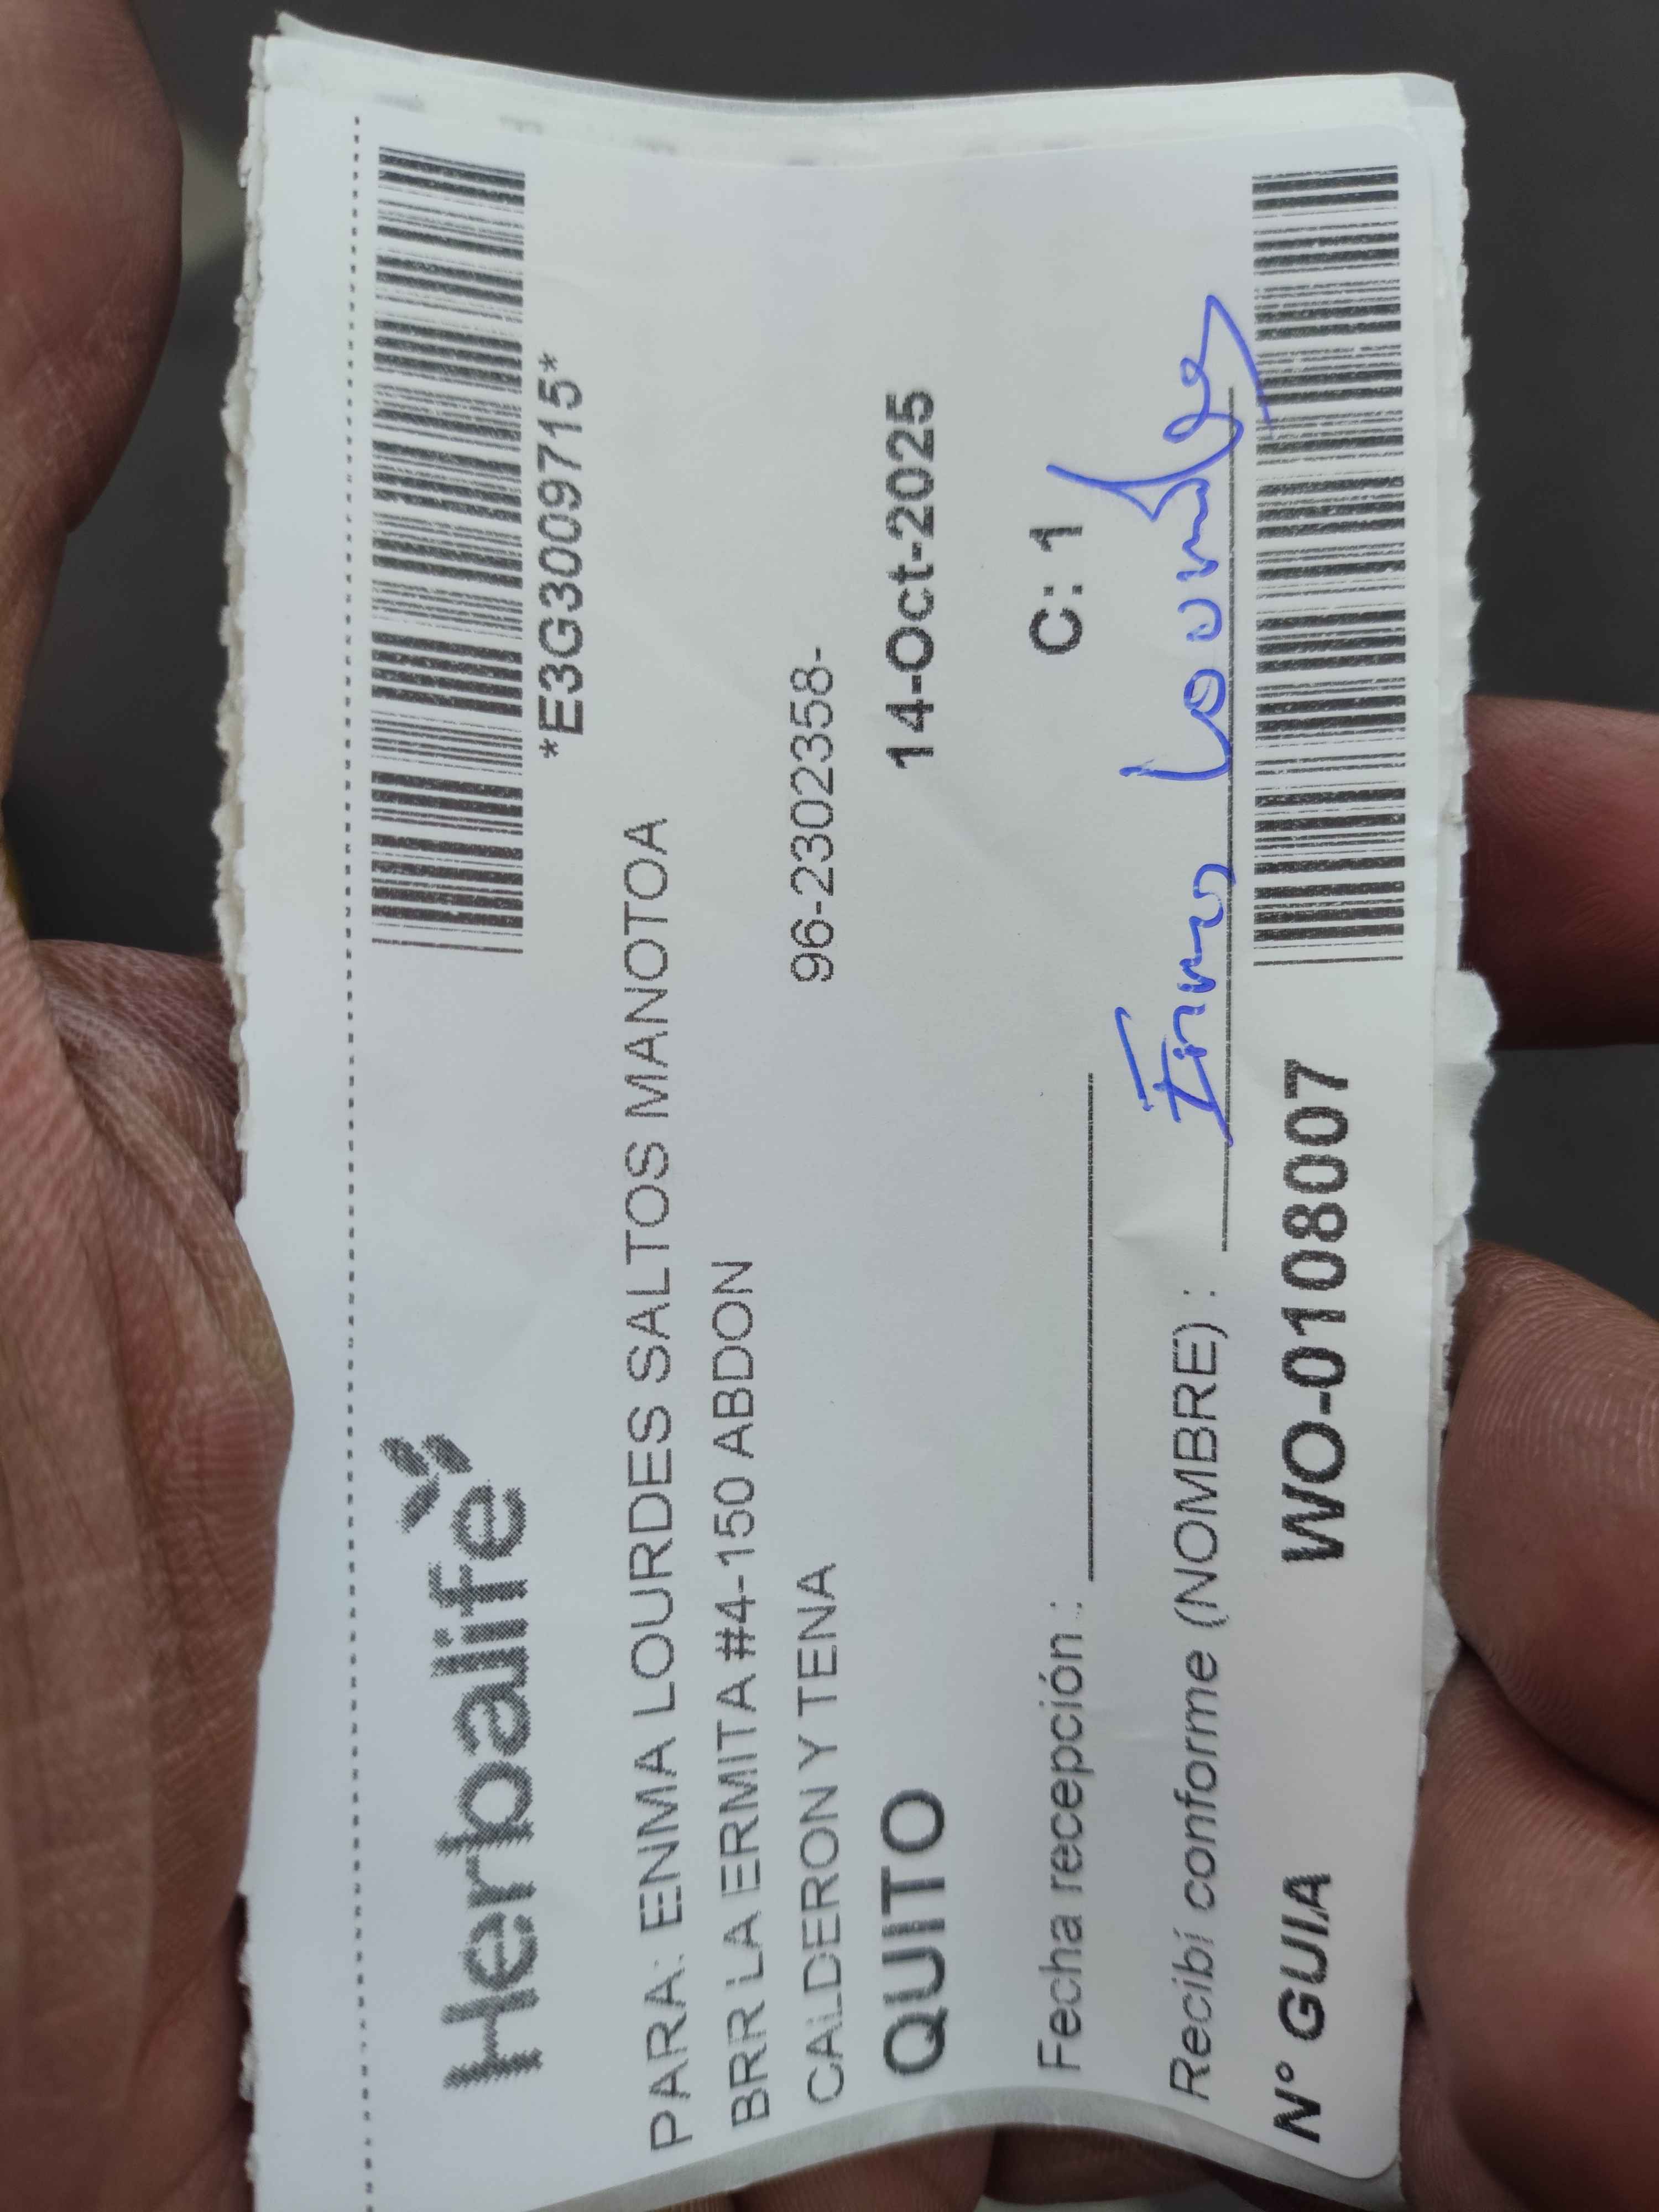 Herbalife
*E3G3009715*
PARA: ENMA LOURDES SALTOS MANOTOA
BRR LA ERMITA #4-150 ABDON
CALDERON Y TENA 96-2302358-
QUITO 14-Oct-2025
Fecha recepción : C: 1
Recibí conforme (NOMBRE) : Enma Lourdes
N° GUIA WO-0108007